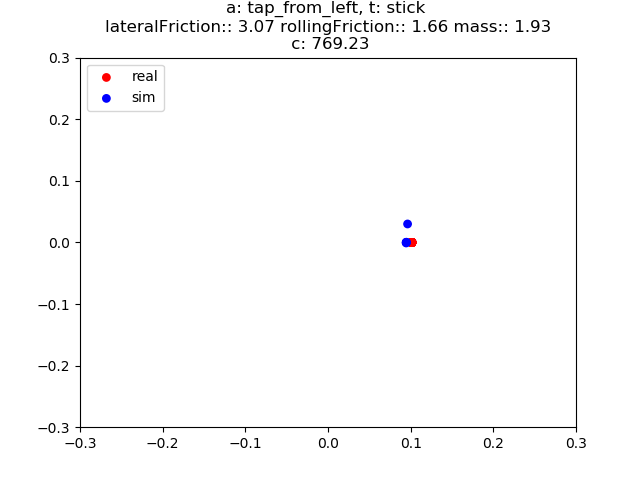 a: tap_from_left, t: stick
lateralFriction:: 3.07 rollingFriction:: 1.66 mass:: 1.93
c: 769.23
real
sim
0.3
0.2
0.1
0.0
−0.1
−0.2
−0.3
−0.3 −0.2 −0.1 0.0 0.1 0.2 0.3